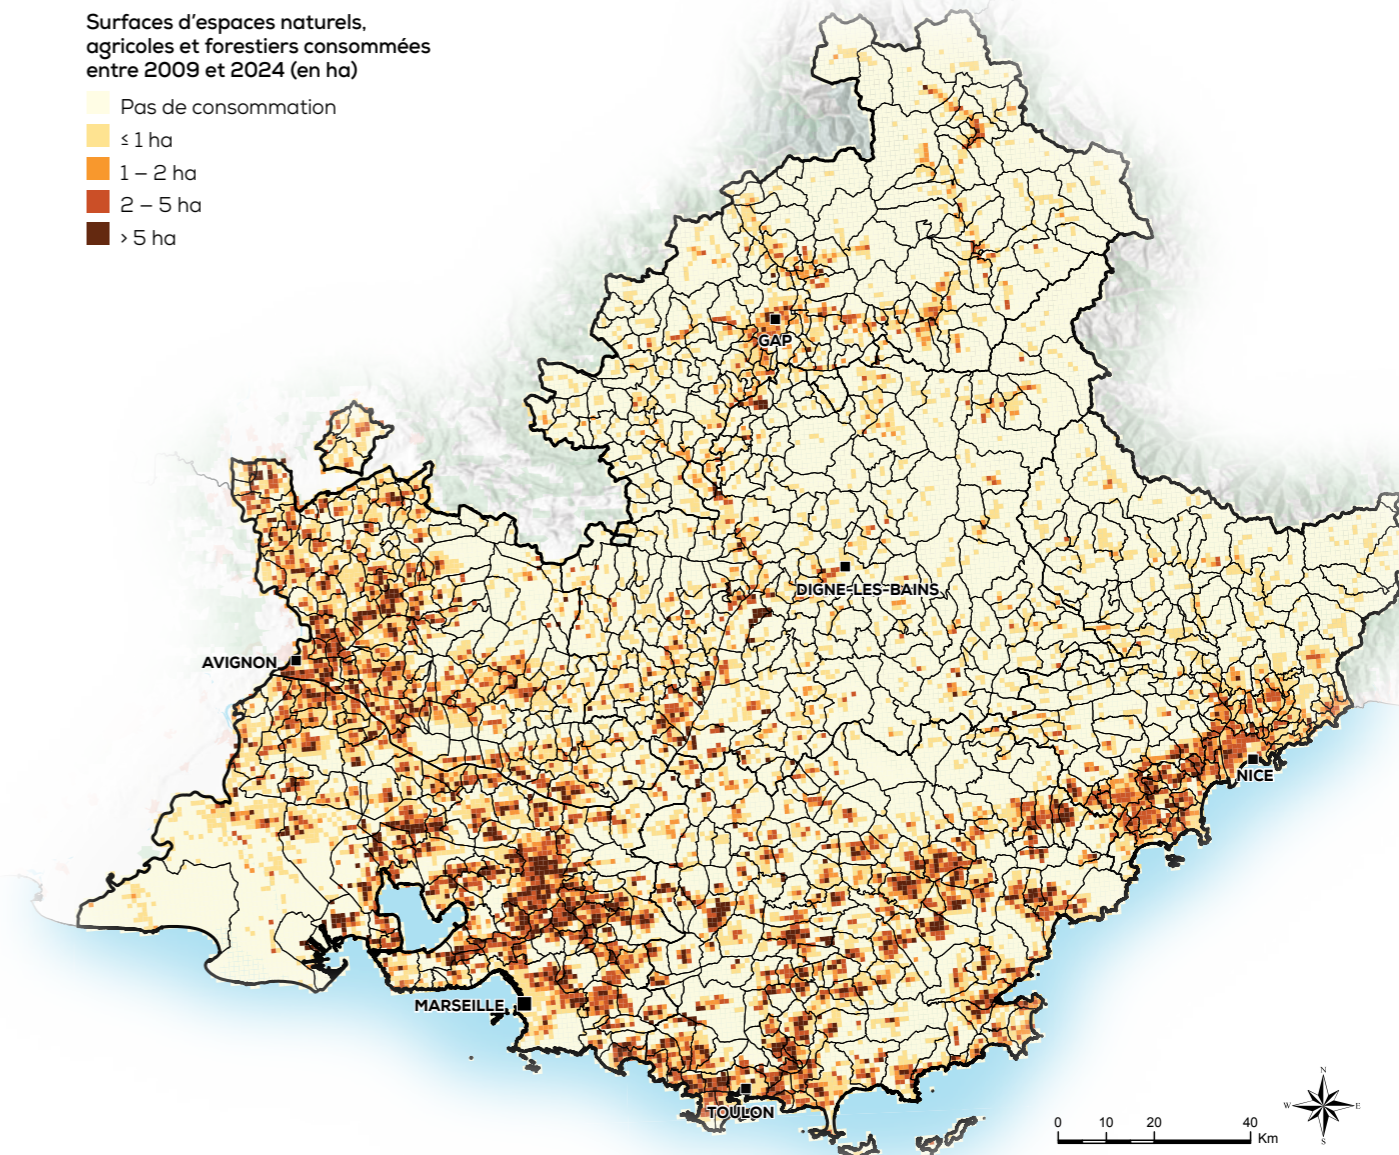 Surfaces d’espaces naturels,
agricoles et forestiers consommées
entre 2009 et 2024 (en ha)
Pas de consommation
≤ 1 ha
1 – 2 ha
2 – 5 ha
> 5 ha
GAP
DIGNE-LES-BAINS
AVIGNON
NICE
MARSEILLE
TOULON
N
W E
S
0 10 20 40
Km